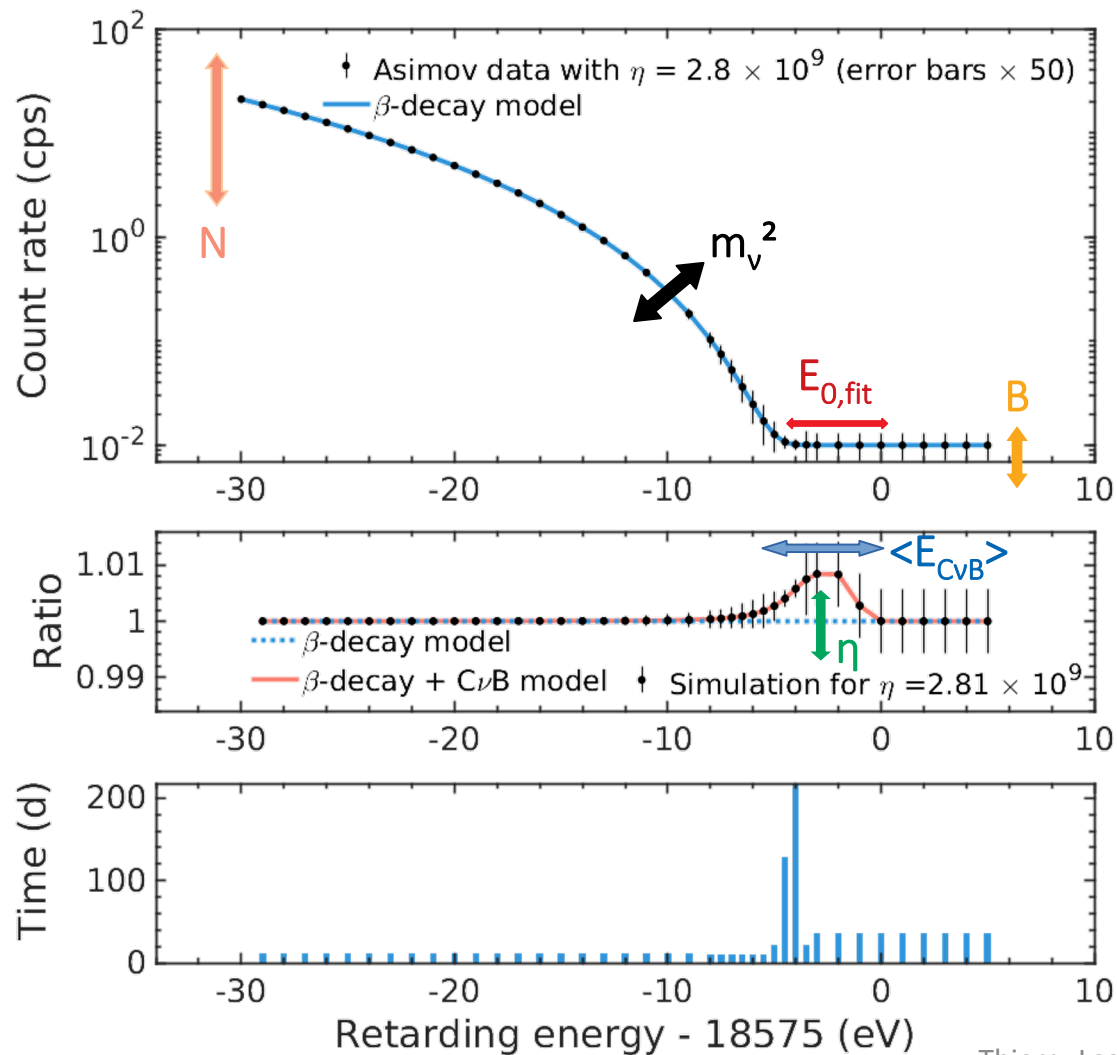 10²
10⁰
10⁻²
Count rate (cps)
Asimov data with η = 2.8 × 10⁹ (error bars × 50)
β-decay model
N
mᵥ²
E₀,fit
B
-30 -20 -10 0 10
1.01
1
0.99
Ratio
<E_CνB>
η
β-decay model
β-decay + CνB model
Simulation for η =2.81 × 10⁹
-30 -20 -10 0 10
200
100
0
Time (d)
-30 -20 -10 0 10
Retarding energy - 18575 (eV)